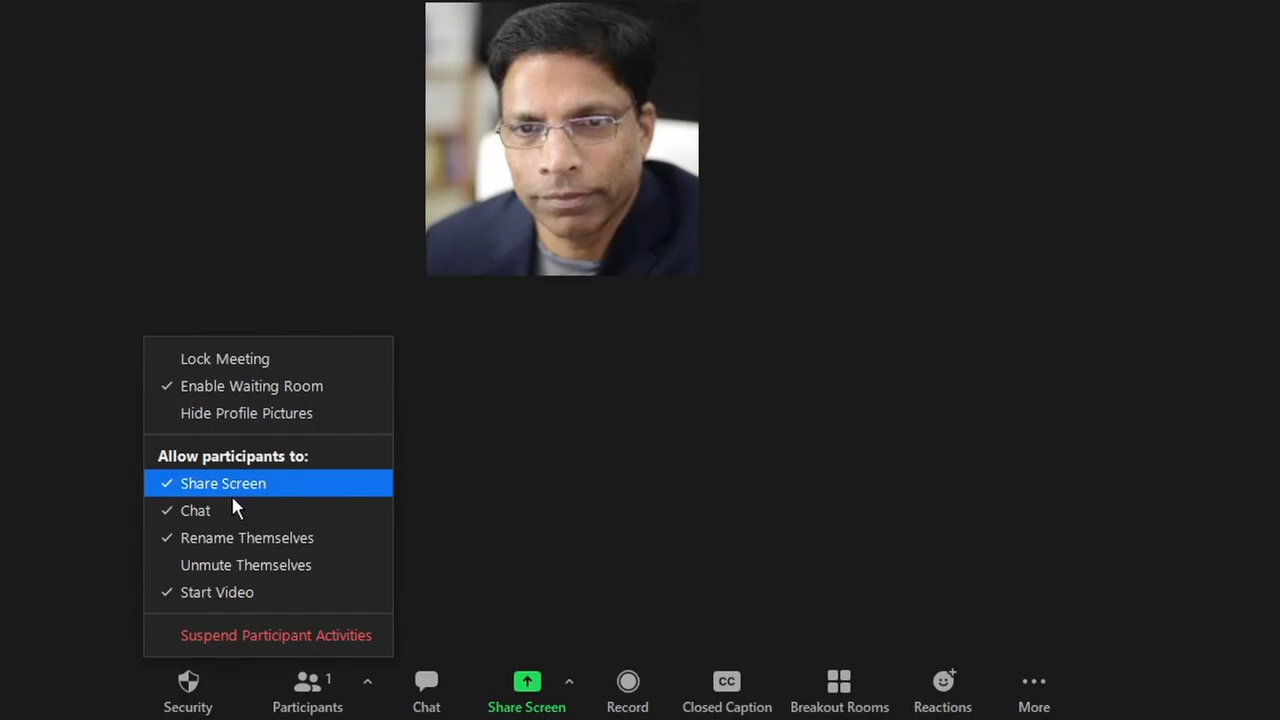 Lock Meeting
Enable Waiting Room
Hide Profile Pictures
Allow participants to:
Share Screen
Chat
Rename Themselves
Unmute Themselves
Start Video
Suspend Participant Activities
1
Security
Participants
Chat
Share Screen
Record
CC
Closed Caption
Breakout Rooms
Reactions
More